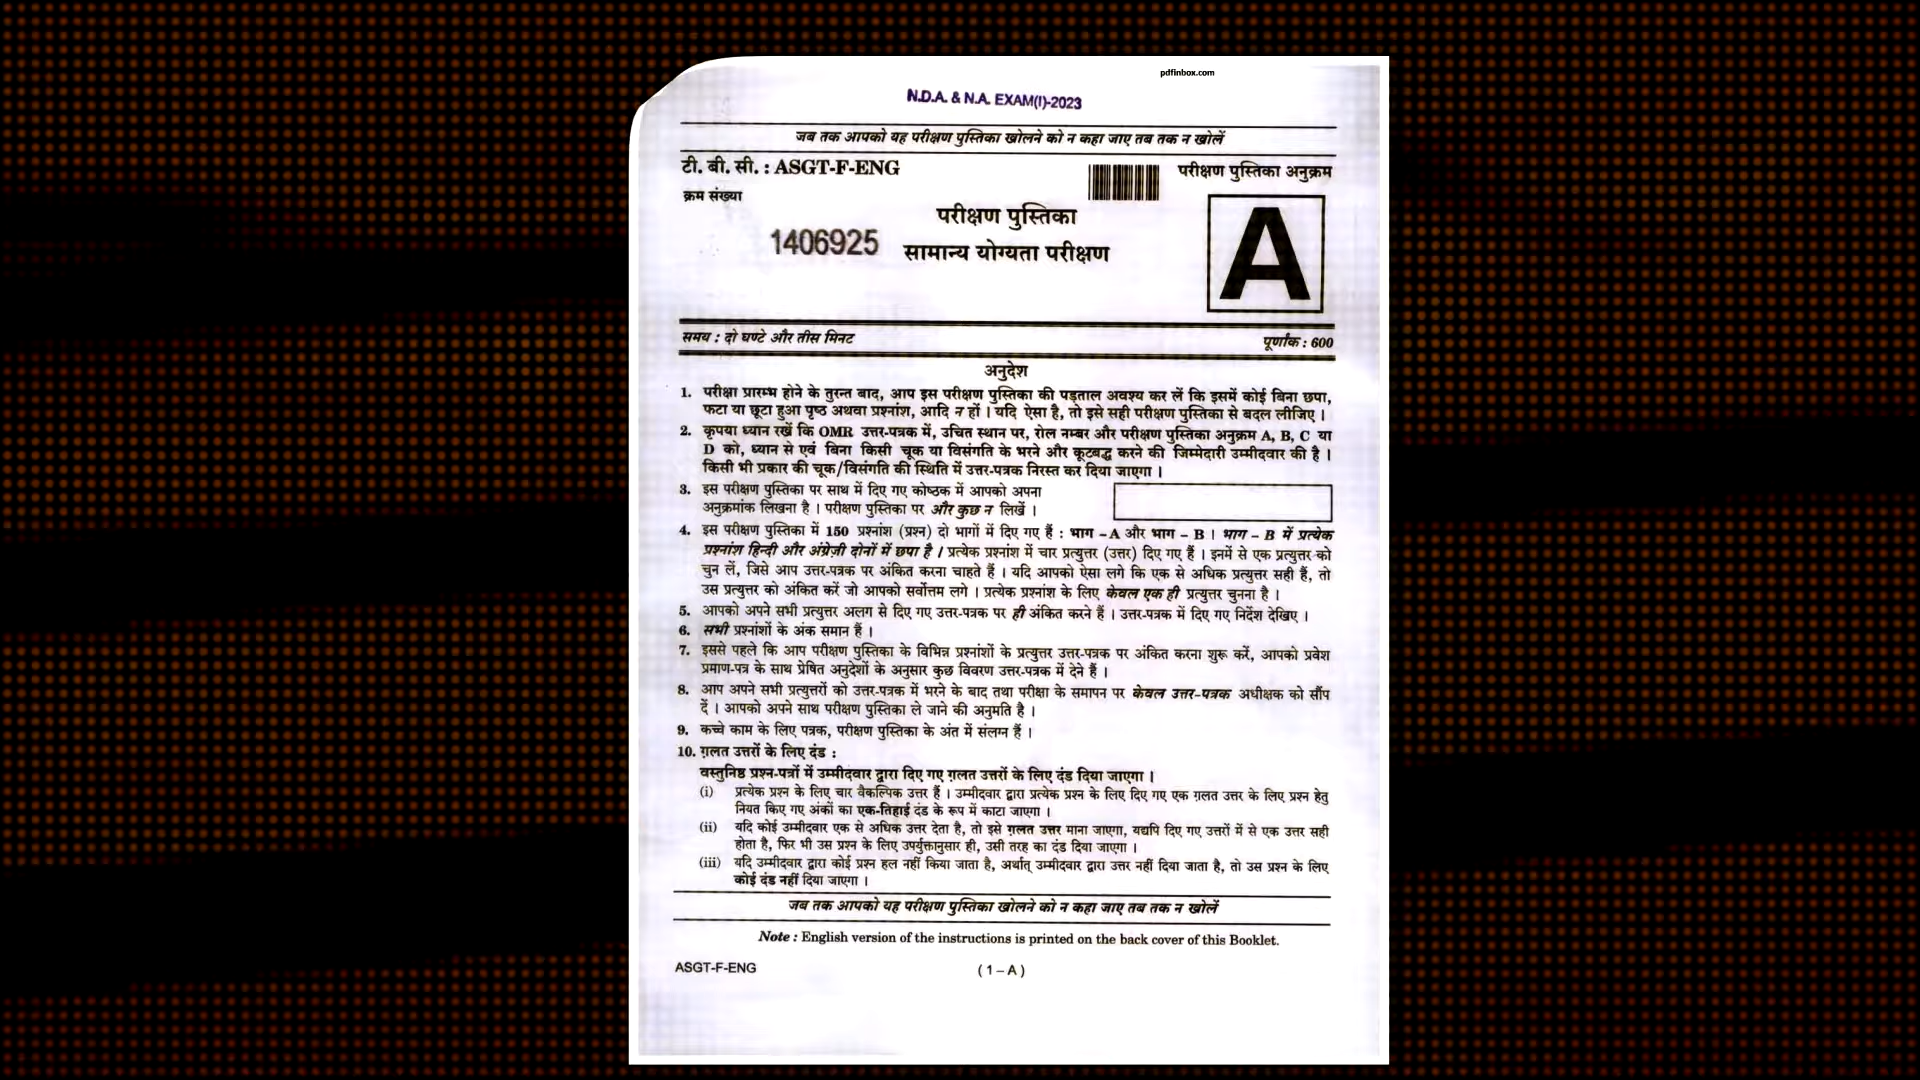 pdfinbox.com
N.D.A. & N.A. EXAM(I)-2023
जब तक आपको यह परीक्षण पुस्तिका खोलने को न कहा जाए तब तक न खोलें
टी. बी. सी. : ASGT-F-ENG
परीक्षण पुस्तिका अनुक्रम
क्रम संख्या
परीक्षण पुस्तिका
1406925
सामान्य योग्यता परीक्षण
A
समय : दो घण्टे और तीस मिनट
पूर्णांक : 600
अनुदेश
1. परीक्षा प्रारम्भ होने के तुरन्त बाद, आप इस परीक्षण पुस्तिका की पड़ताल अवश्य कर लें कि इसमें कोई बिना छपा,
फटा या छूटा हुआ पृष्ठ अथवा प्रश्नांश, आदि न हों । यदि ऐसा है, तो इसे सही परीक्षण पुस्तिका से बदल लीजिए ।
2. कृपया ध्यान रखें कि OMR उत्तर-पत्रक में, उचित स्थान पर, रोल नम्बर और परीक्षण पुस्तिका अनुक्रम A, B, C या
D को, ध्यान से एवं बिना किसी चूक या विसंगति के भरने और कूटबद्ध करने की जिम्मेदारी उम्मीदवार की है ।
किसी भी प्रकार की चूक/विसंगति की स्थिति में उत्तर-पत्रक निरस्त कर दिया जाएगा ।
3. इस परीक्षण पुस्तिका पर साथ में दिए गए कोष्ठक में आपको अपना
अनुक्रमांक लिखना है । परीक्षण पुस्तिका पर और कुछ न लिखें ।
4. इस परीक्षण पुस्तिका में 150 प्रश्नांश (प्रश्न) दो भागों में दिए गए हैं : भाग – A और भाग – B । भाग – B में प्रत्येक
प्रश्नांश हिन्दी और अंग्रेज़ी दोनों में छपा है । प्रत्येक प्रश्नांश में चार प्रत्युत्तर (उत्तर) दिए गए हैं । इनमें से एक प्रत्युत्तर को
चुन लें, जिसे आप उत्तर-पत्रक पर अंकित करना चाहते हैं । यदि आपको ऐसा लगे कि एक से अधिक प्रत्युत्तर सही हैं, तो
उस प्रत्युत्तर को अंकित करें जो आपको सर्वोत्तम लगे । प्रत्येक प्रश्नांश के लिए केवल एक ही प्रत्युत्तर चुनना है ।
5. आपको अपने सभी प्रत्युत्तर अलग से दिए गए उत्तर-पत्रक पर ही अंकित करने हैं । उत्तर-पत्रक में दिए गए निर्देश देखिए ।
6. सभी प्रश्नांशों के अंक समान हैं ।
7. इससे पहले कि आप परीक्षण पुस्तिका के विभिन्न प्रश्नांशों के प्रत्युत्तर उत्तर-पत्रक पर अंकित करना शुरू करें, आपको प्रवेश
प्रमाण-पत्र के साथ प्रेषित अनुदेशों के अनुसार कुछ विवरण उत्तर-पत्रक में देने हैं ।
8. आप अपने सभी प्रत्युत्तरों को उत्तर-पत्रक में भरने के बाद तथा परीक्षा के समापन पर केवल उत्तर-पत्रक अधीक्षक को सौंप
दें । आपको अपने साथ परीक्षण पुस्तिका ले जाने की अनुमति है ।
9. कच्चे काम के लिए पत्रक, परीक्षण पुस्तिका के अंत में संलग्न हैं ।
10. ग़लत उत्तरों के लिए दंड :
वस्तुनिष्ठ प्रश्न-पत्रों में उम्मीदवार द्वारा दिए गए ग़लत उत्तरों के लिए दंड दिया जाएगा ।
(i) प्रत्येक प्रश्न के लिए चार वैकल्पिक उत्तर हैं । उम्मीदवार द्वारा प्रत्येक प्रश्न के लिए दिए गए एक ग़लत उत्तर के लिए प्रश्न हेतु
नियत किए गए अंकों का एक-तिहाई दंड के रूप में काटा जाएगा ।
(ii) यदि कोई उम्मीदवार एक से अधिक उत्तर देता है, तो इसे ग़लत उत्तर माना जाएगा, यद्यपि दिए गए उत्तरों में से एक उत्तर सही
होता है, फिर भी उस प्रश्न के लिए उपर्युक्तानुसार ही, उसी तरह का दंड दिया जाएगा ।
(iii) यदि उम्मीदवार द्वारा कोई प्रश्न हल नहीं किया जाता है, अर्थात् उम्मीदवार द्वारा उत्तर नहीं दिया जाता है, तो उस प्रश्न के लिए
कोई दंड नहीं दिया जाएगा ।
जब तक आपको यह परीक्षण पुस्तिका खोलने को न कहा जाए तब तक न खोलें
Note : English version of the instructions is printed on the back cover of this Booklet.
ASGT-F-ENG
( 1 – A )